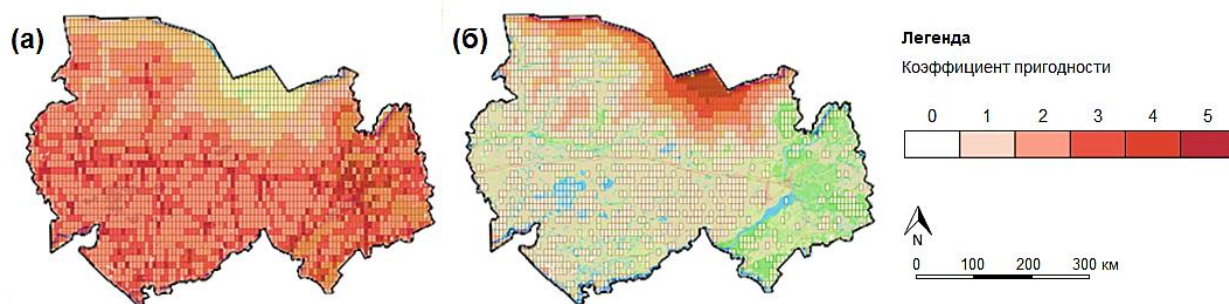 (а)
(б)
Легенда
Коэффициент пригодности
0 1 2 3 4 5
N
0 100 200 300 км